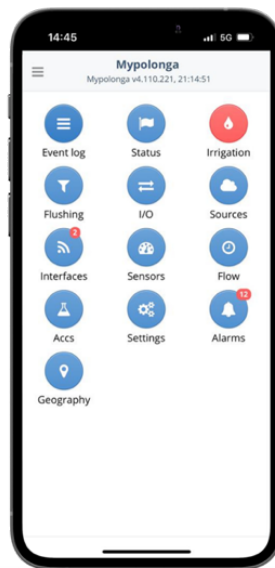 14:45
5G
Mypolonga
Mypolonga v4.110.221, 21:14:51
Event log
Status
Irrigation
Flushing
I/O
Sources
2
Interfaces
Sensors
Flow
12
Accs
Settings
Alarms
Geography